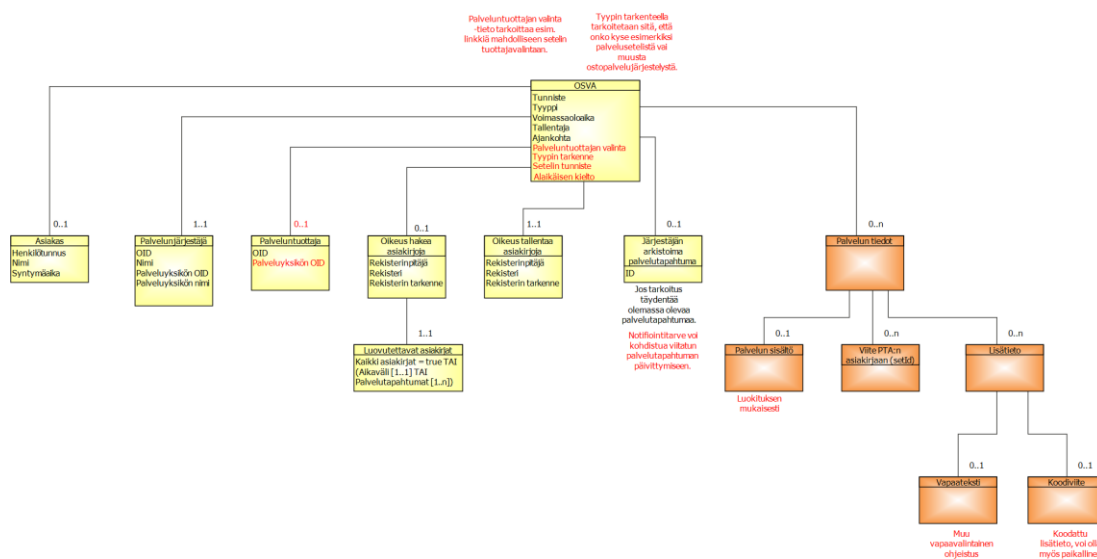 Palveluntuottajan valinta
-tieto tarkoittaa esim.
linkkiä mahdolliseen setelin
tuottajavalintaan.
Tyypin tarkenteella
tarkoitetaan sitä, että
onko kyse esimerkiksi
palvelusetelistä vai
muusta
ostopalvelujärjestelystä.
OSVA
Tunniste
Tyyppi
Voimassaoloaika
Tallentaja
Ajankohta
Palveluntuottajan valinta
Tyypin tarkenne
Setelin tunniste
Alaikäisen kielto
0..1
1..1
0..1
0..1
1..1
0..1
0..n
Asiakas
Henkilötunnus
Nimi
Syntymäaika
Palvelunjärjestäjä
OID
Nimi
Palveluyksikön OID
Palveluyksikön nimi
Palveluntuottaja
OID
Palveluyksikön OID
Oikeus hakea
asiakirjoja
Rekisterinpitäjä
Rekisteri
Rekisterin tarkenne
Oikeus tallentaa
asiakirjoja
Rekisterinpitäjä
Rekisteri
Rekisterin tarkenne
Järjestäjän
arkistoima
palvelutapahtuma
ID
Jos tarkoitus
täydentää
olemassa olevaa
palvelutapahtumaa.
Notifiointitarve voi
kohdistua viitatun
palvelutapahtuman
päivittymiseen.
Palvelun tiedot
1..1
Luovutettavat asiakirjat
Kaikki asiakirjat = true TAI
(Aikaväli [1..1] TAI
Palvelutapahtumat [1..n])
0..1
0..n
0..n
Palvelun sisältö
Luokituksen
mukaisesti
Viite PTA:n
asiakirjaan (setId)
Lisätieto
0..1
0..1
Vapaateksti
Muu
vapaavalintainen
ohjeistus
Koodiviite
Koodattu
lisätieto, voi oll
myös paikalline